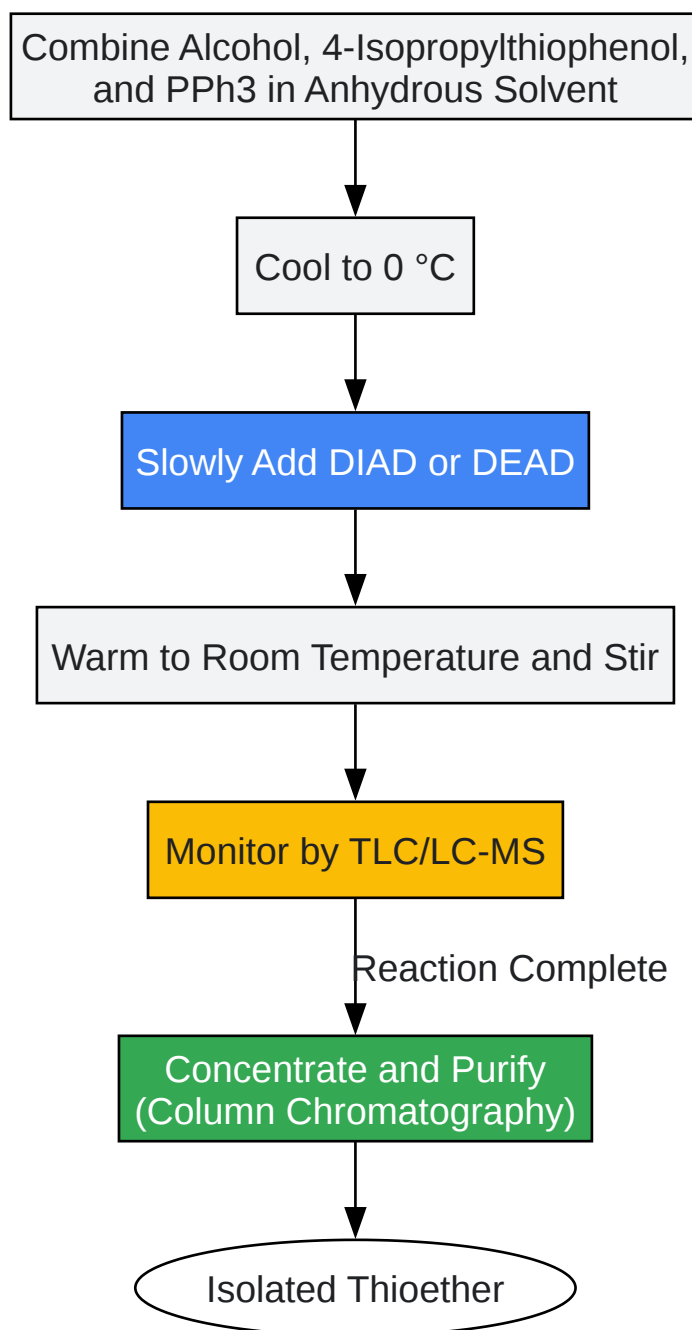 Combine Alcohol, 4-Isopropylthiophenol,
and PPh3 in Anhydrous Solvent
Cool to 0 °C
Slowly Add DIAD or DEAD
Warm to Room Temperature and Stir
Monitor by TLC/LC-MS
Reaction Complete
Concentrate and Purify
(Column Chromatography)
Isolated Thioether